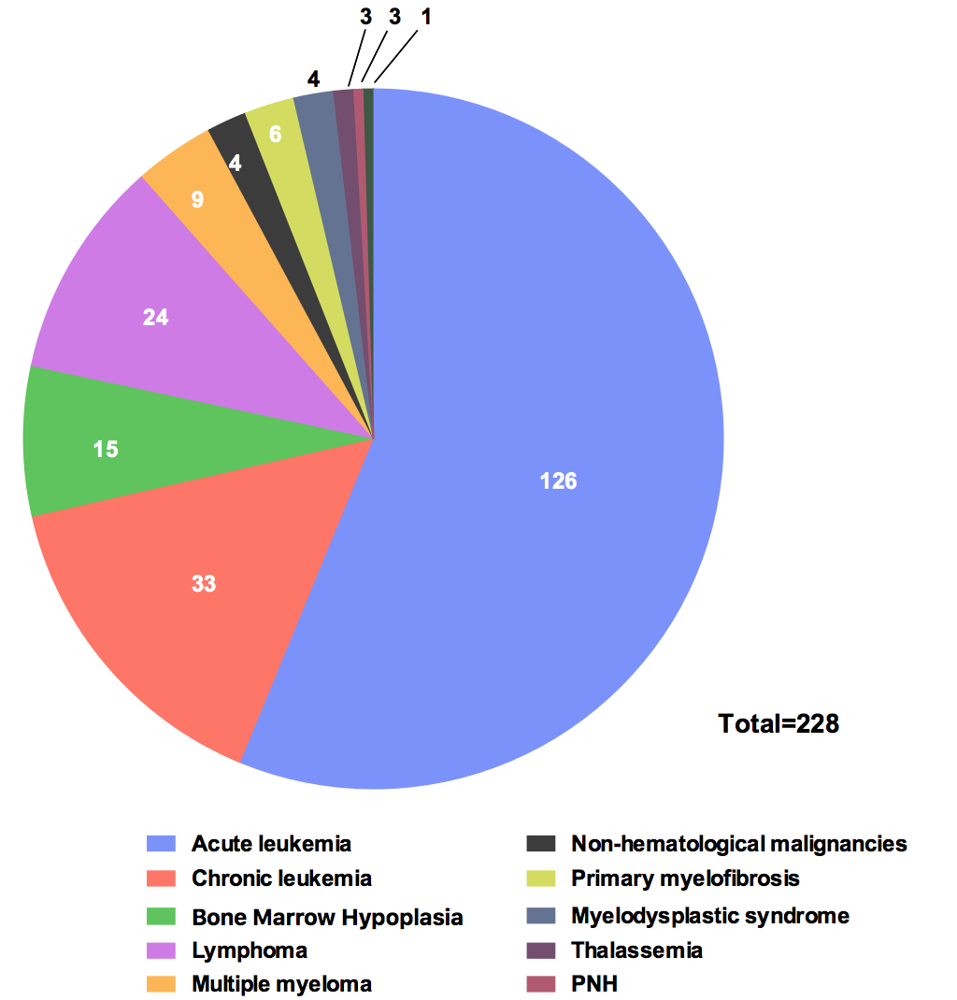 3 3 1
4
6
4
9
24
15
126
33
Total=228
Acute leukemia
Chronic leukemia
Bone Marrow Hypoplasia
Lymphoma
Multiple myeloma
Non-hematological malignancies
Primary myelofibrosis
Myelodysplastic syndrome
Thalassemia
PNH